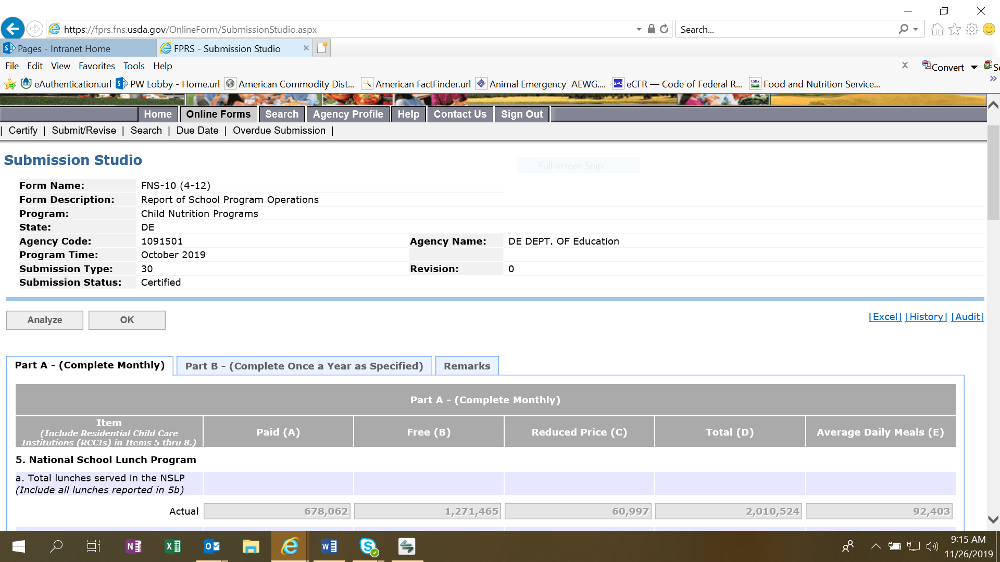 https://fprs.fns.usda.gov/OnlineForm/SubmissionStudio.aspx
Search...
Pages - Intranet Home
FPRS - Submission Studio
File Edit View Favorites Tools Help
x Convert
eAuthentication.url PW Lobby - Home.url American Commodity Dist... American FactFinder.url Animal Emergency AEWG.... GPO eCFR — Code of Federal R... USDA Food and Nutrition Service...
Home Online Forms Search Agency Profile Help Contact Us Sign Out
| Certify | Submit/Revise | Search | Due Date | Overdue Submission |
Submission Studio
Full-screen Snip
Form Name: FNS-10 (4-12)
Form Description: Report of School Program Operations
Program: Child Nutrition Programs
State: DE
Agency Code: 1091501 Agency Name: DE DEPT. OF Education
Program Time: October 2019
Submission Type: 30 Revision: 0
Submission Status: Certified
Analyze OK
[Excel] [History] [Audit]
Part A - (Complete Monthly) Part B - (Complete Once a Year as Specified) Remarks
Part A - (Complete Monthly)
Item
(Include Residential Child Care
Institutions (RCCIs) in Items 5 thru 8.)
Paid (A) Free (B) Reduced Price (C) Total (D) Average Daily Meals (E)
5. National School Lunch Program
a. Total lunches served in the NSLP
(Include all lunches reported in 5b)
Actual 678,062 1,271,465 60,997 2,010,524 92,403
9:15 AM
11/26/2019